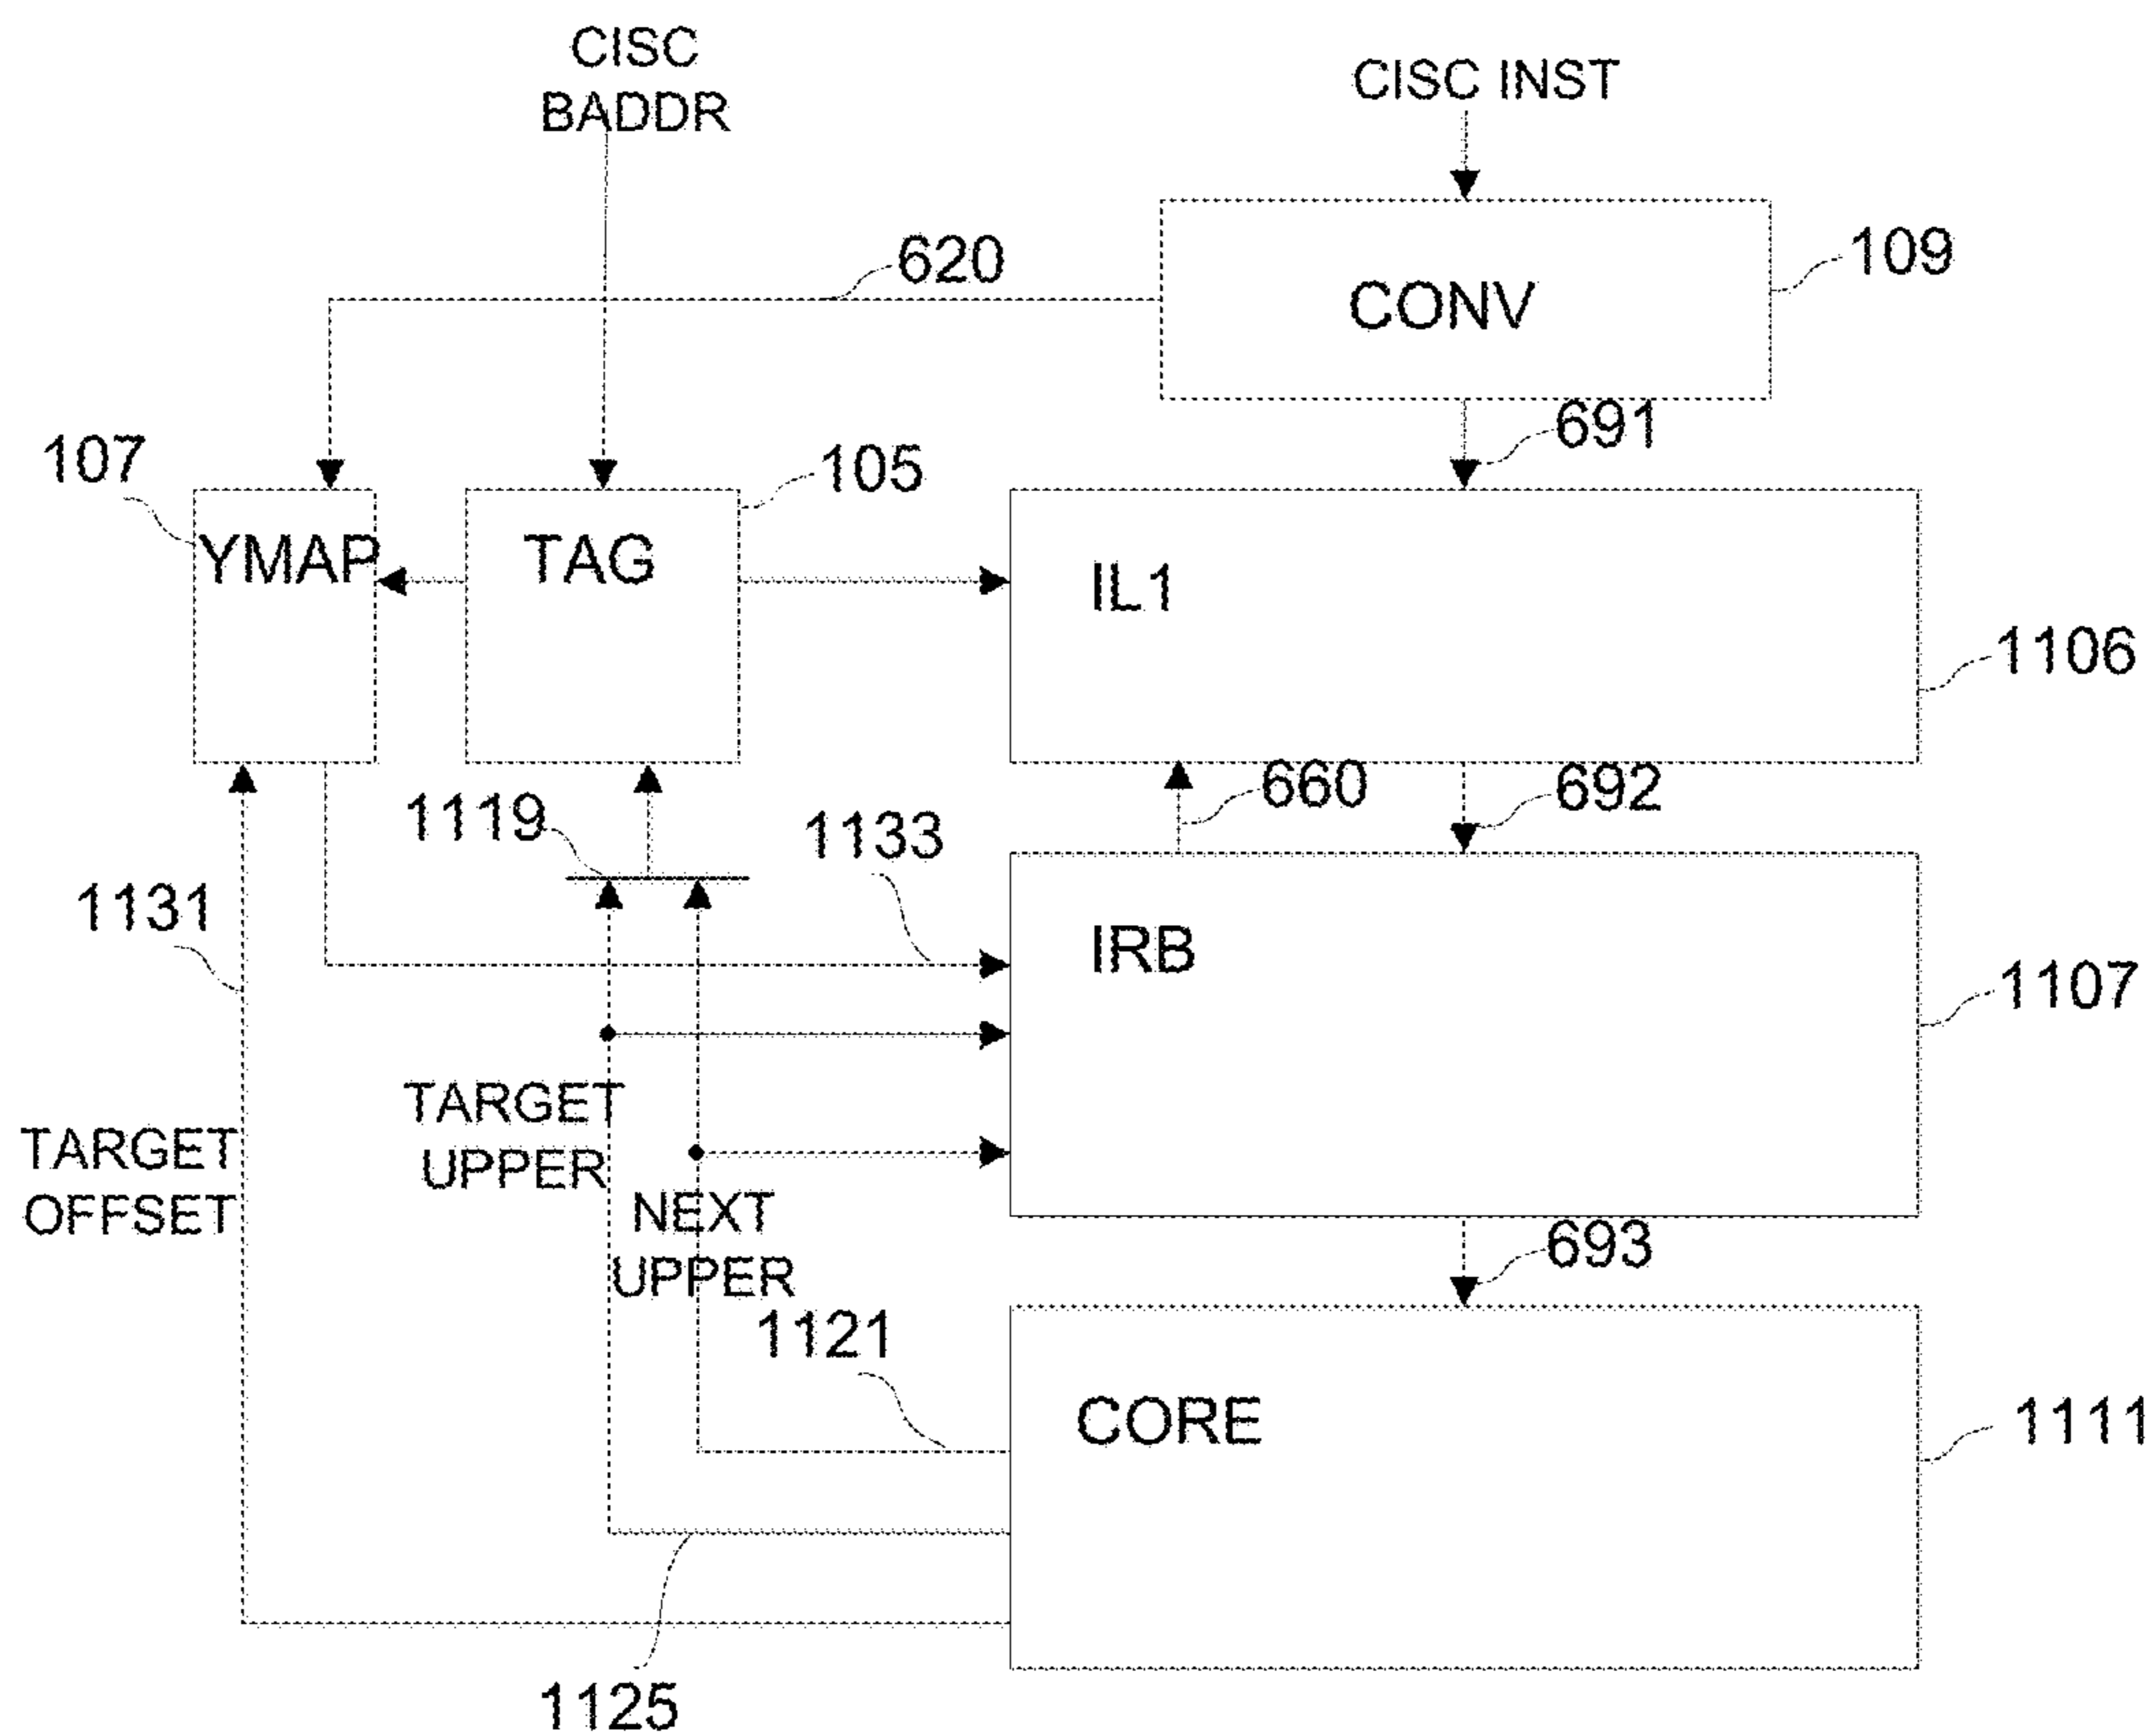 CISC
BADDR
CISC INST
620
109
CONV
691
107
105
YMAP
TAG
IL1
1106
660
692
1119
1133
1131
IRB
1107
TARGET
UPPER
TARGET
OFFSET
NEXT
UPPER
693
1121
CORE
1111
1125